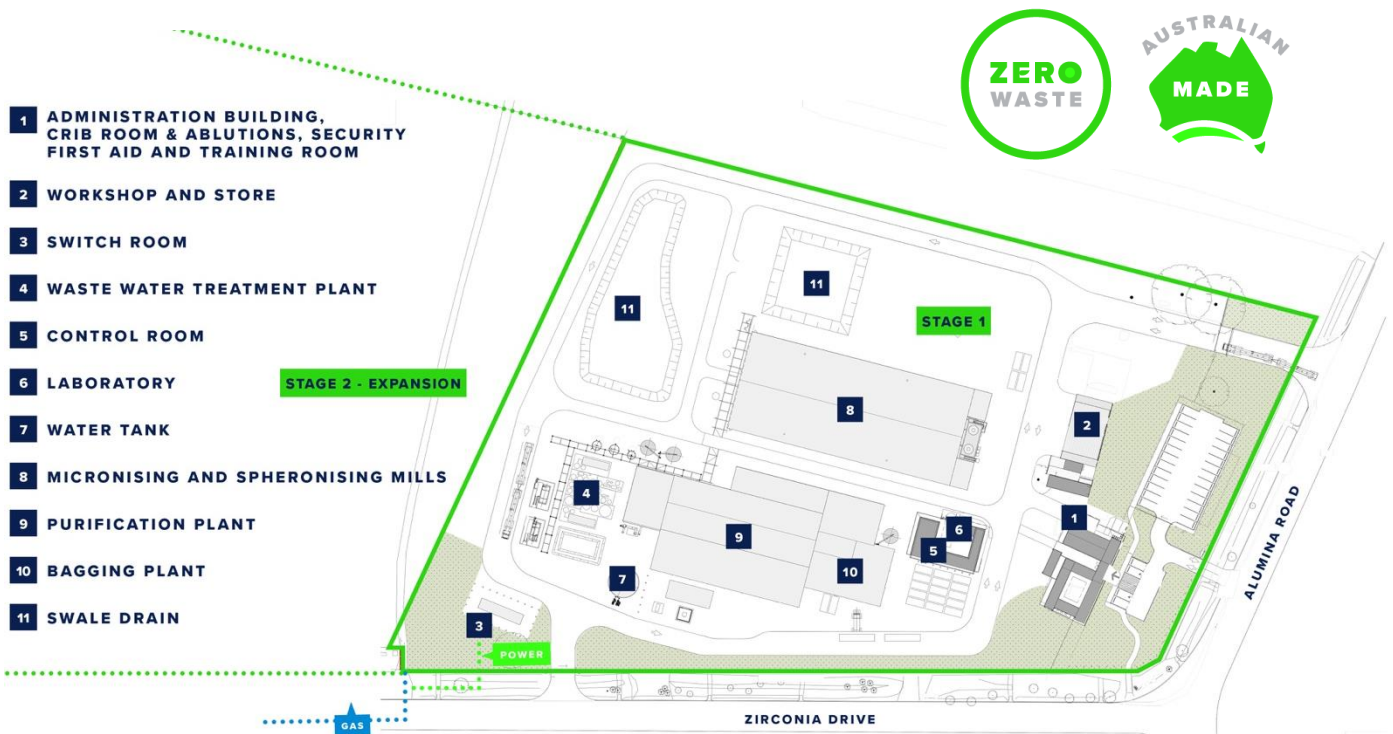 ZERO
WASTE
AUSTRALIAN
MADE
1 ADMINISTRATION BUILDING,
CRIB ROOM & ABLUTIONS, SECURITY
FIRST AID AND TRAINING ROOM
2 WORKSHOP AND STORE
3 SWITCH ROOM
4 WASTE WATER TREATMENT PLANT
5 CONTROL ROOM
6 LABORATORY
7 WATER TANK
8 MICRONISING AND SPHERONISING MILLS
9 PURIFICATION PLANT
10 BAGGING PLANT
11 SWALE DRAIN
STAGE 2 - EXPANSION
STAGE 1
11
11
8
2
4
9
6
5
1
10
7
3
POWER
GAS
ZIRCONIA DRIVE
ALUMINA ROAD